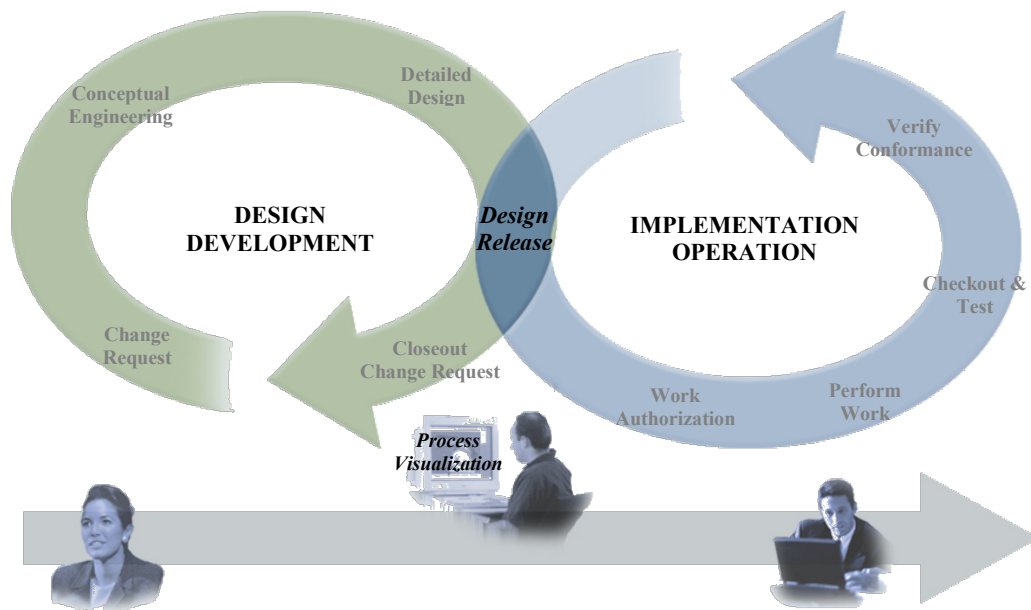 Conceptual
Engineering
Detailed
Design
DESIGN
DEVELOPMENT
Change
Request
Closeout
Change Request
Design
Release
IMPLEMENTATION
OPERATION
Verify
Conformance
Checkout &
Test
Perform
Work
Work
Authorization
Process
Visualization